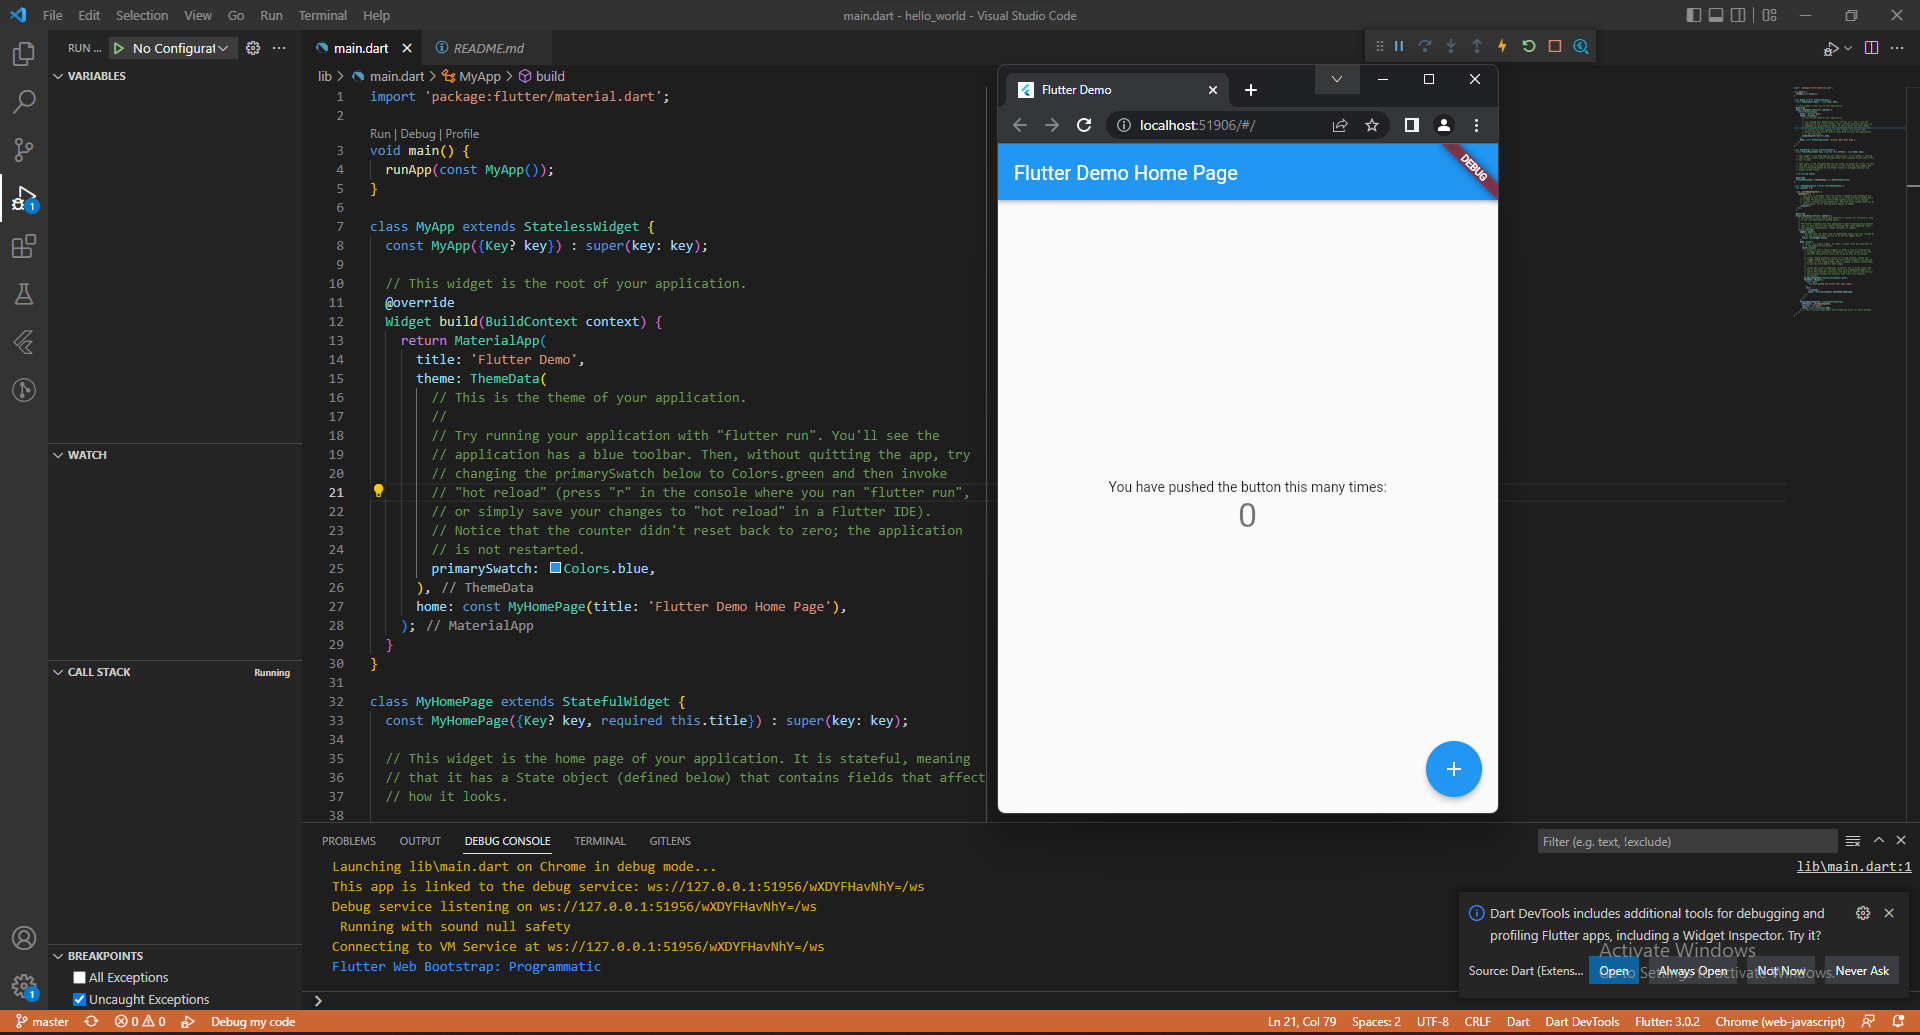 File Edit Selection View Go Run Terminal Help
main.dart - hello_world - Visual Studio Code
RUN ... No Configurat
main.dart
README.md
lib > main.dart > MyApp > build
VARIABLES
WATCH
CALL STACK
Running
BREAKPOINTS
All Exceptions
Uncaught Exceptions
1 import 'package:flutter/material.dart';
2
Run | Debug | Profile
3 void main() {
4 runApp(const MyApp());
5 }
6
7 class MyApp extends StatelessWidget {
8 const MyApp({Key? key}) : super(key: key);
9
10 // This widget is the root of your application.
11 @override
12 Widget build(BuildContext context) {
13 return MaterialApp(
14 title: 'Flutter Demo',
15 theme: ThemeData(
16 // This is the theme of your application.
17 //
18 // Try running your application with "flutter run". You'll see the
19 // application has a blue toolbar. Then, without quitting the app, try
20 // changing the primarySwatch below to Colors.green and then invoke
21 // "hot reload" (press "r" in the console where you ran "flutter run",
22 // or simply save your changes to "hot reload" in a Flutter IDE).
23 // Notice that the counter didn't reset back to zero; the application
24 // is not restarted.
25 primarySwatch: Colors.blue,
26 ), // ThemeData
27 home: const MyHomePage(title: 'Flutter Demo Home Page'),
28 ); // MaterialApp
29 }
30 }
31
32 class MyHomePage extends StatefulWidget {
33 const MyHomePage({Key? key, required this.title}) : super(key: key);
34
35 // This widget is the home page of your application. It is stateful, meaning
36 // that it has a State object (defined below) that contains fields that affect
37 // how it looks.
38
Flutter Demo
localhost:51906/#/
Flutter Demo Home Page
DEBUG
You have pushed the button this many times:
0
PROBLEMS OUTPUT DEBUG CONSOLE TERMINAL GITLENS
Filter (e.g. text, !exclude)
Launching lib\main.dart on Chrome in debug mode...
lib\main.dart:1
This app is linked to the debug service: ws://127.0.0.1:51956/wXDYFHavNhY=/ws
Debug service listening on ws://127.0.0.1:51956/wXDYFHavNhY=/ws
Running with sound null safety
Connecting to VM Service at ws://127.0.0.1:51956/wXDYFHavNhY=/ws
Flutter Web Bootstrap: Programmatic
Dart DevTools includes additional tools for debugging and
profiling Flutter apps, including a Widget Inspector. Try it?
Source: Dart (Extens...
Open
Always Open
Not Now
Never Ask
Activate Windows
Go to Settings to activate Windows.
master
0 0
Debug my code
Ln 21, Col 79
Spaces: 2
UTF-8
CRLF
Dart
Dart DevTools
Flutter: 3.0.2
Chrome (web-javascript)